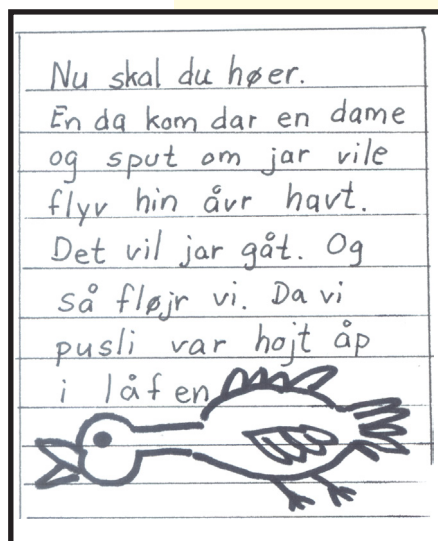 Nu skal du høer.
En da kom dar en dame
og sput om jar vile
flyv hin åvr havt.
Det vil jar gåt. Og
så fløjr vi. Da vi
pusli var hojt åp
i låfen